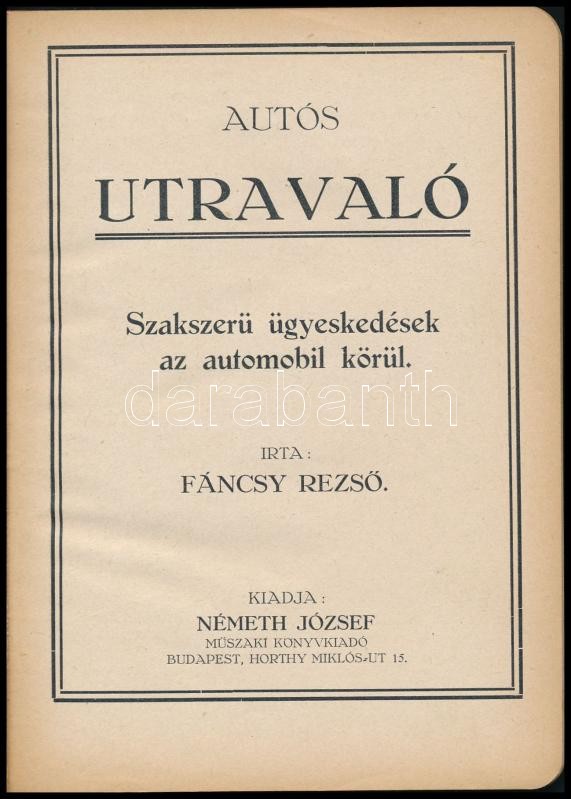 AUTÓS
UTRAVALÓ
Szakszerü ügyeskedések
az automobil körül.
darabanth
IRTA:
FÁNCSY REZSŐ.
KIADJA:
NÉMETH JÓZSEF
MŰSZAKI KÖNYVKIADÓ
BUDAPEST, HORTHY MIKLÓS-UT 15.